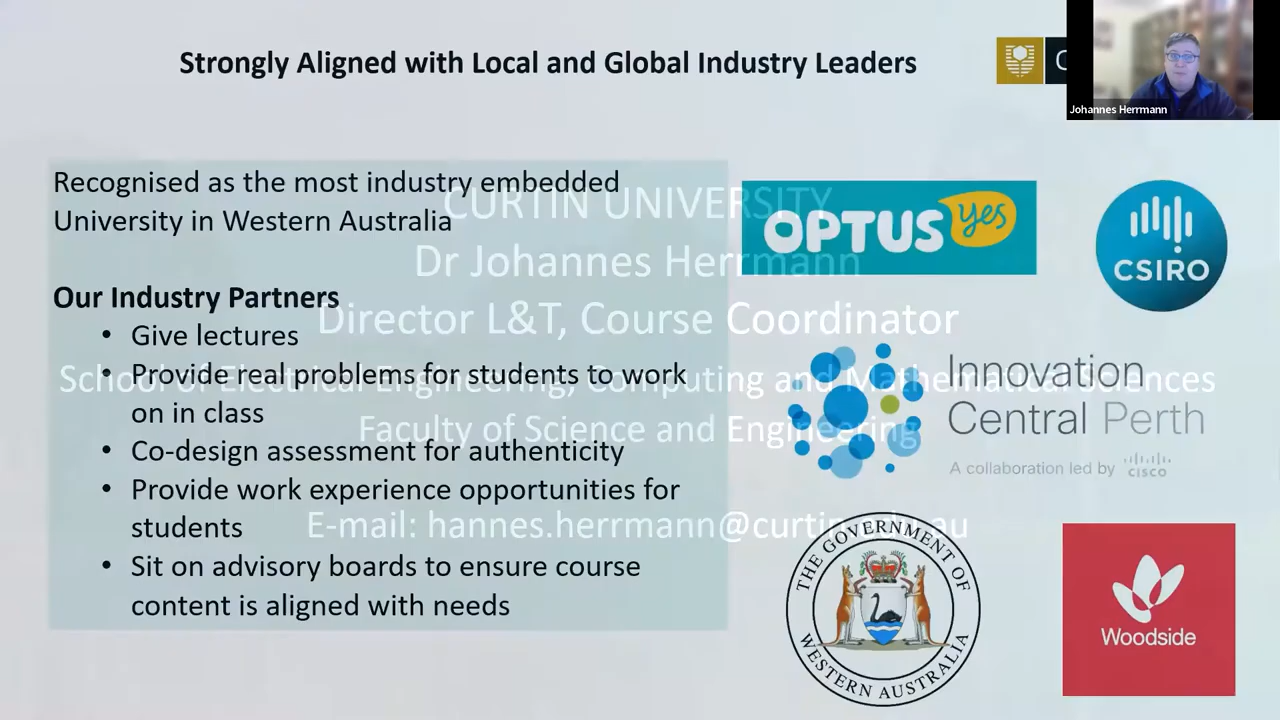 Strongly Aligned with Local and Global Industry Leaders
C
Johannes Herrmann
Recognised as the most industry embedded
University in Western Australia
Our Industry Partners
• Give lectures
• Provide real problems for students to work
on in class
• Co-design assessment for authenticity
• Provide work experience opportunities for
students
• Sit on advisory boards to ensure course
content is aligned with needs
CURTIN UNIVERSITY
Dr Johannes Herrmann
Director L&T, Course Coordinator
School of Electrical Engineering, Computing and Mathematical Sciences
Faculty of Science and Engineering
E-mail: hannes.herrmann@curtin.edu.au
OPTUS yes
CSIRO
Innovation
Central Perth
A collaboration led by CISCO
THE GOVERNMENT OF
WESTERN AUSTRALIA
Woodside